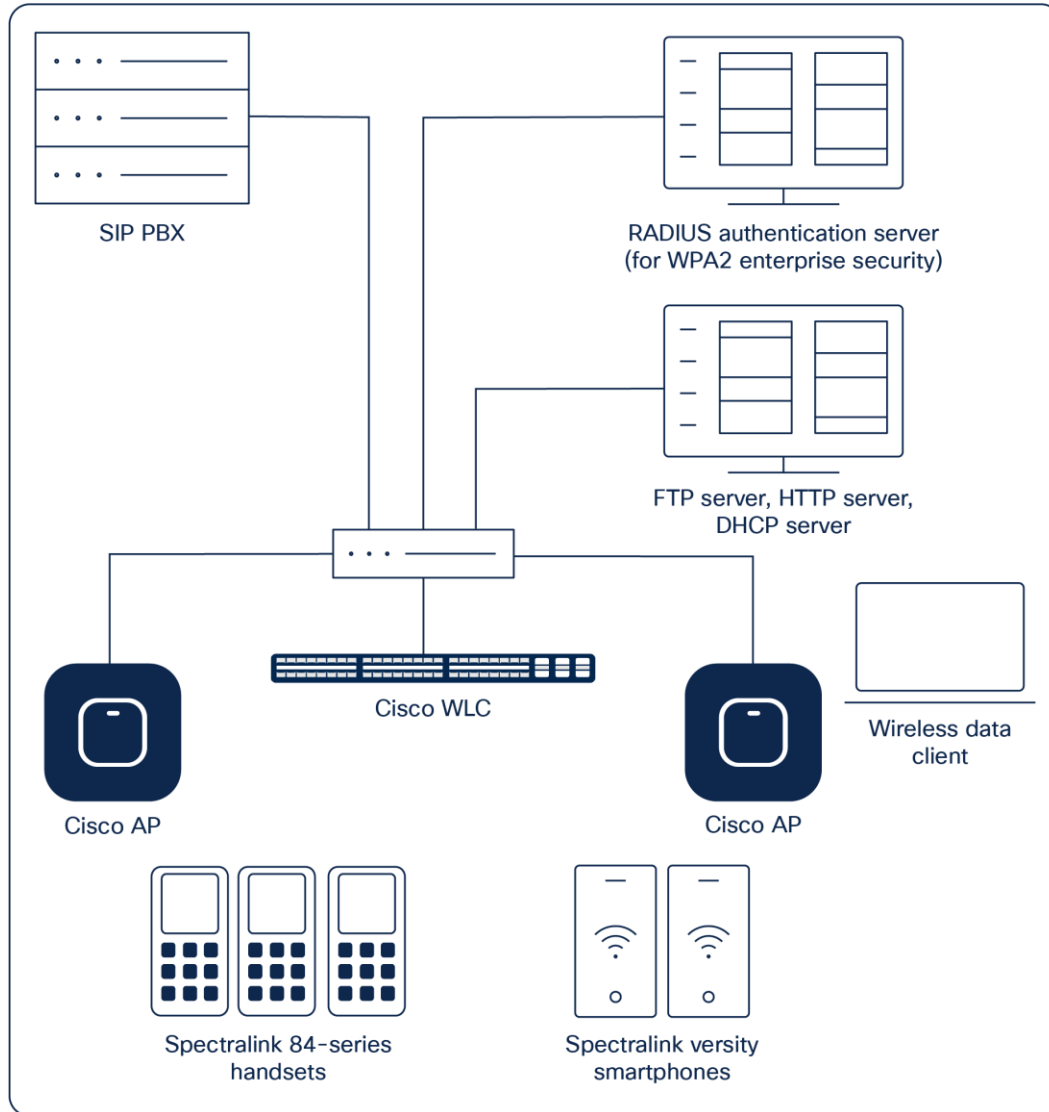 SIP PBX
RADIUS authentication server
(for WPA2 enterprise security)
FTP server, HTTP server,
DHCP server
Cisco WLC
Wireless data
client
Cisco AP
Cisco AP
Spectralink 84-series
handsets
Spectralink versity
smartphones